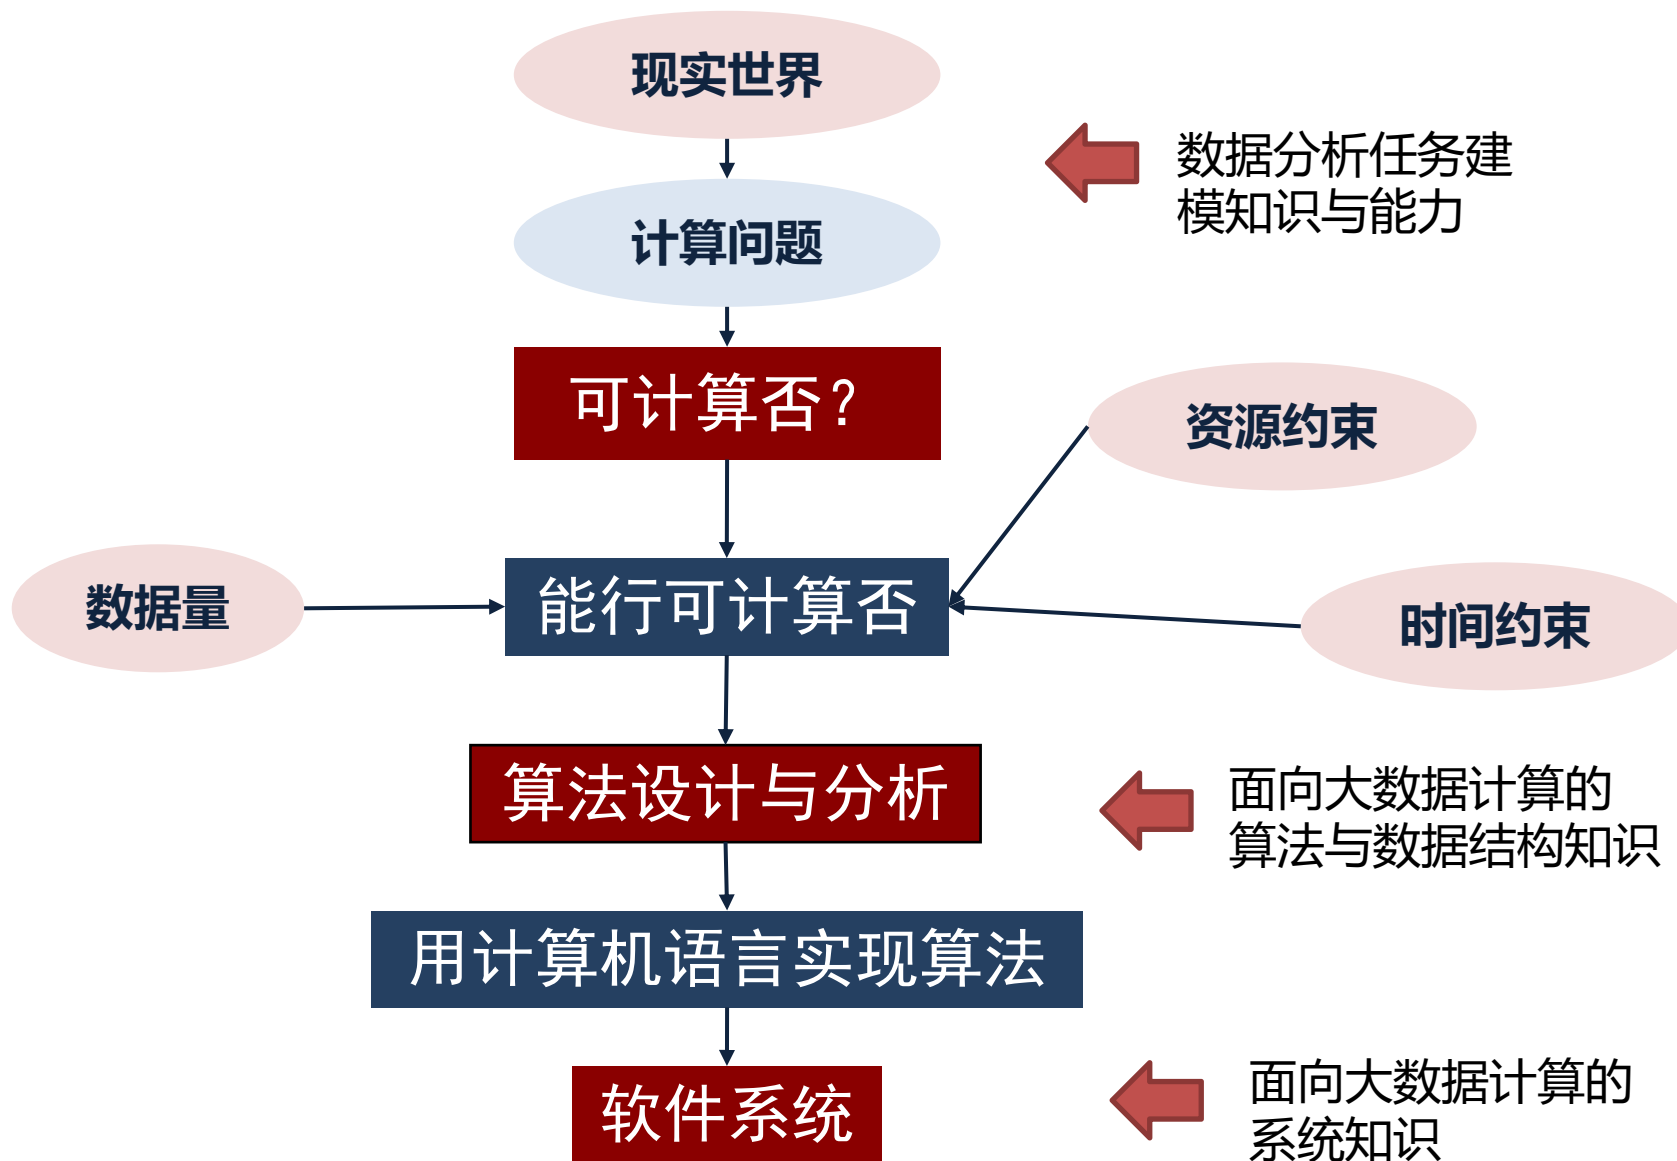 现实世界
数据分析任务建
模知识与能力
计算问题
可计算否？
资源约束
数据量
能行可计算否
时间约束
算法设计与分析
面向大数据计算的
算法与数据结构知识
用计算机语言实现算法
软件系统
面向大数据计算的
系统知识